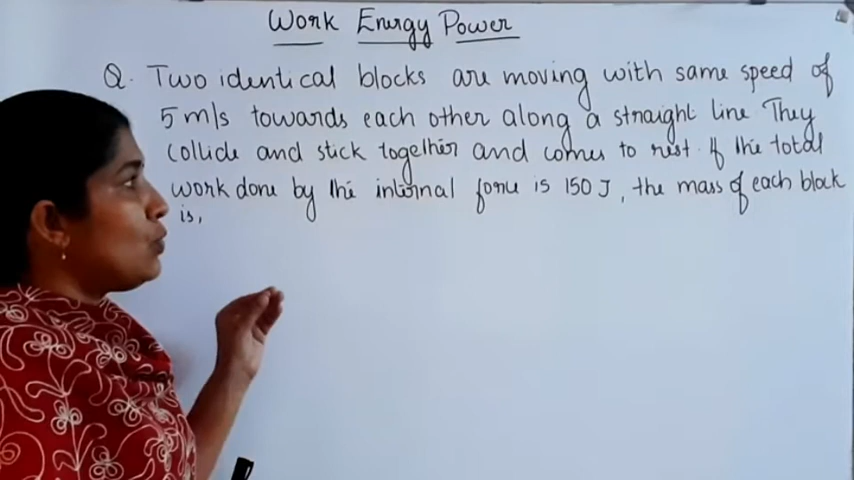 Work Energy Power
Q. Two identical blocks are moving with same speed of
5 m/s towards each other along a straight line They
collide and stick together and comes to rest. If the total
work done by the internal force is 150 J, the mass of each block
is,